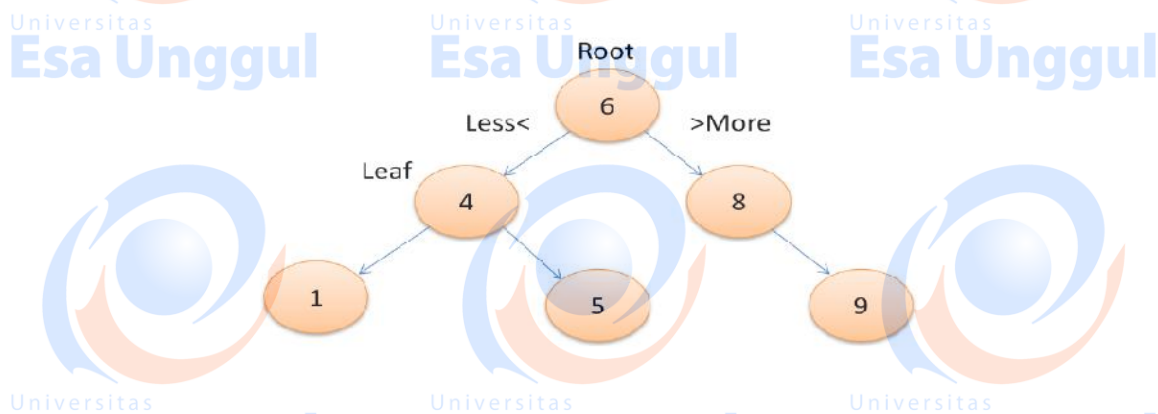 Universitas Universitas Universitas
Esa Unggul Esa Unggul Esa Unggul
Root
6
Less< >More
Leaf
4 8
1 5 9
Universitas Universitas Universitas